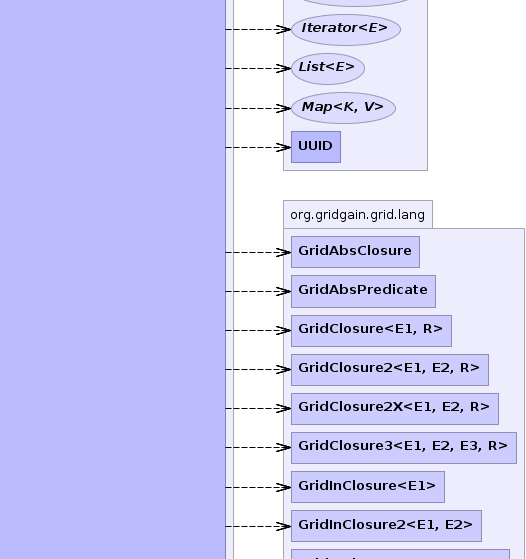 Iterator<E>
List<E>
Map<K, V>
UUID
org.gridgain.grid.lang
GridAbsClosure
GridAbsPredicate
GridClosure<E1, R>
GridClosure2<E1, E2, R>
GridClosure2X<E1, E2, R>
GridClosure3<E1, E2, E3, R>
GridInClosure<E1>
GridInClosure2<E1, E2>